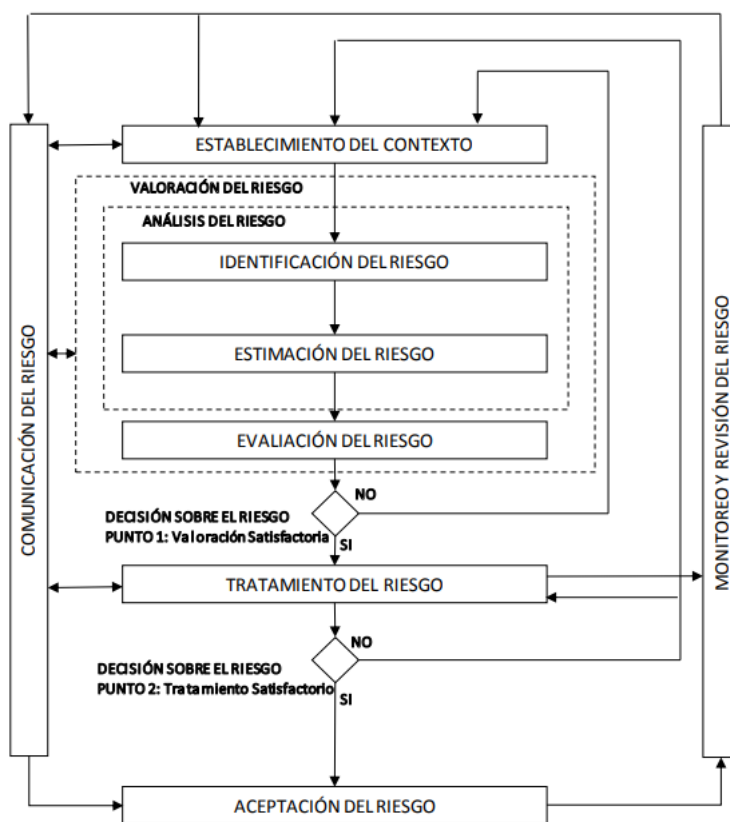 ESTABLECIMIENTO DEL CONTEXTO
VALORACIÓN DEL RIESGO
ANÁLISIS DEL RIESGO
IDENTIFICACIÓN DEL RIESGO
ESTIMACIÓN DEL RIESGO
EVALIACIÓN DEL RIESGO
NO
DECISIÓN SOBRE EL RIESGO
PUNTO 1: Valoración Satisfactoria
SI
TRATAMIENTO DEL RIESGO
NO
DECISIÓN SOBRE EL RIESGO
PUNTO 2: Tratamiento Satisfactorio
SI
ACEPTACIÓN DEL RIESGO
COMUNICACIÓN DEL RIESGO
MONITOREO Y REVISIÓN DEL RIESGO